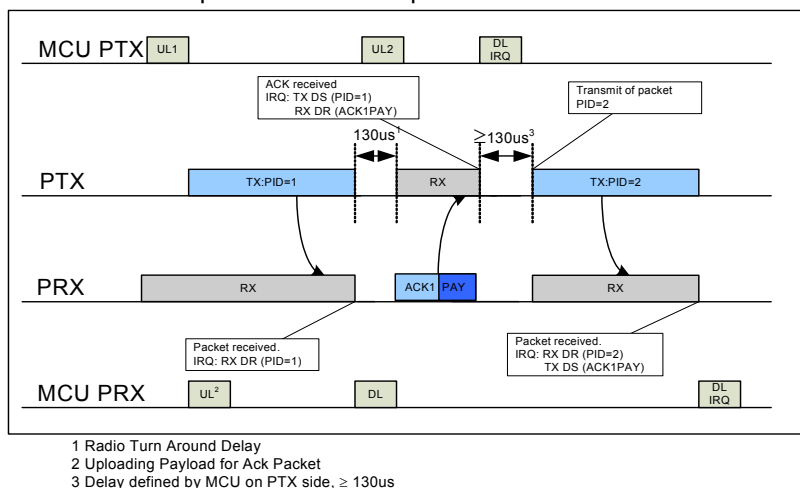 MCU PTX
UL1
UL2
DL
IRQ
ACK received
IRQ: TX DS (PID=1)
RX DR (ACK1PAY)
Transmit of packet
PID=2
130us1
≥130us3
PTX
TX:PID=1
RX
TX:PID=2
PRX
RX
ACK1
PAY
RX
Packet received.
IRQ: RX DR (PID=1)
Packet received.
IRQ: RX DR (PID=2)
TX DS (ACK1PAY)
MCU PRX
UL2
DL
DL
IRQ
1 Radio Turn Around Delay
2 Uploading Payload for Ack Packet
3 Delay defined by MCU on PTX side, ≥ 130us